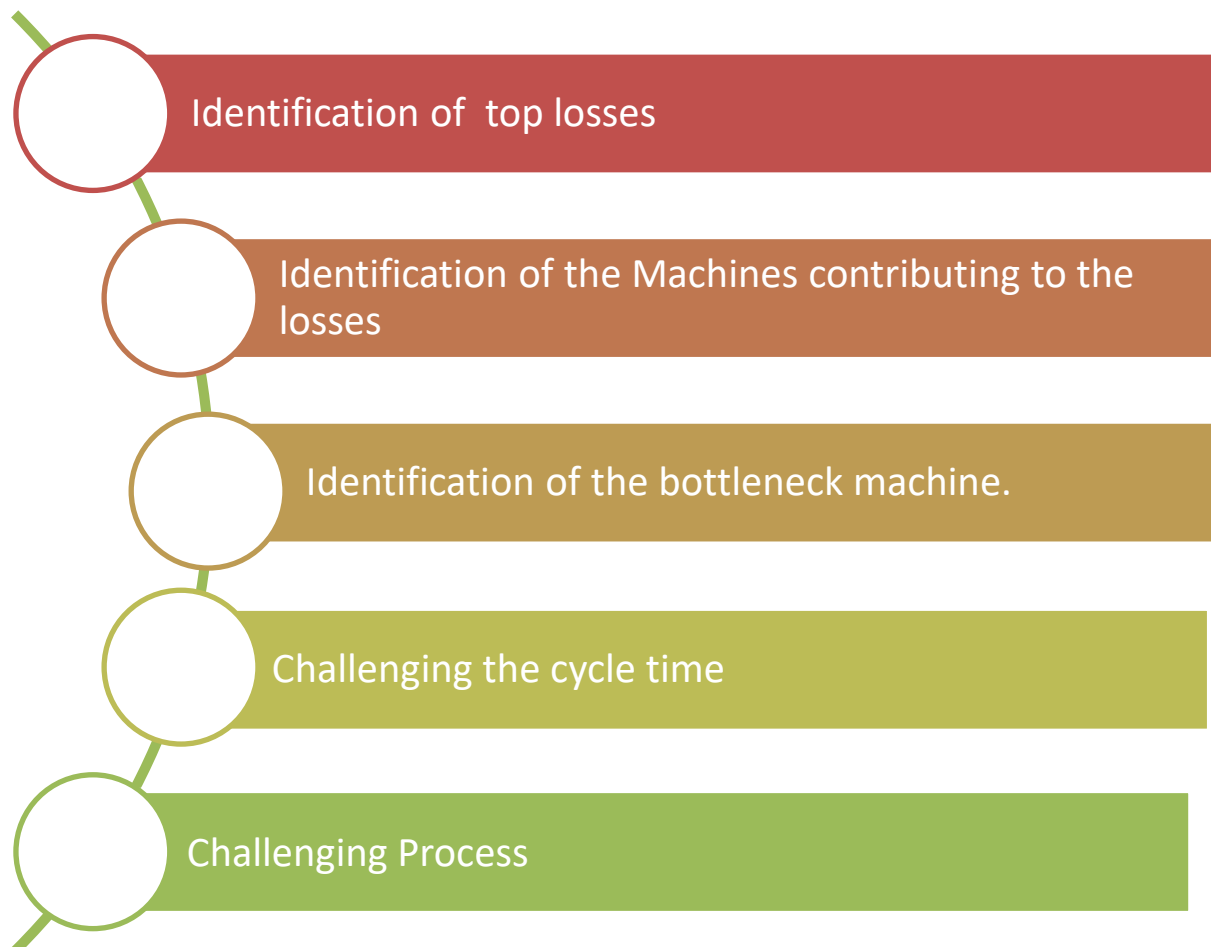 Identification of  top losses
Identification of the Machines contributing to the
losses
Identification of the bottleneck machine.
Challenging the cycle time
Challenging Process